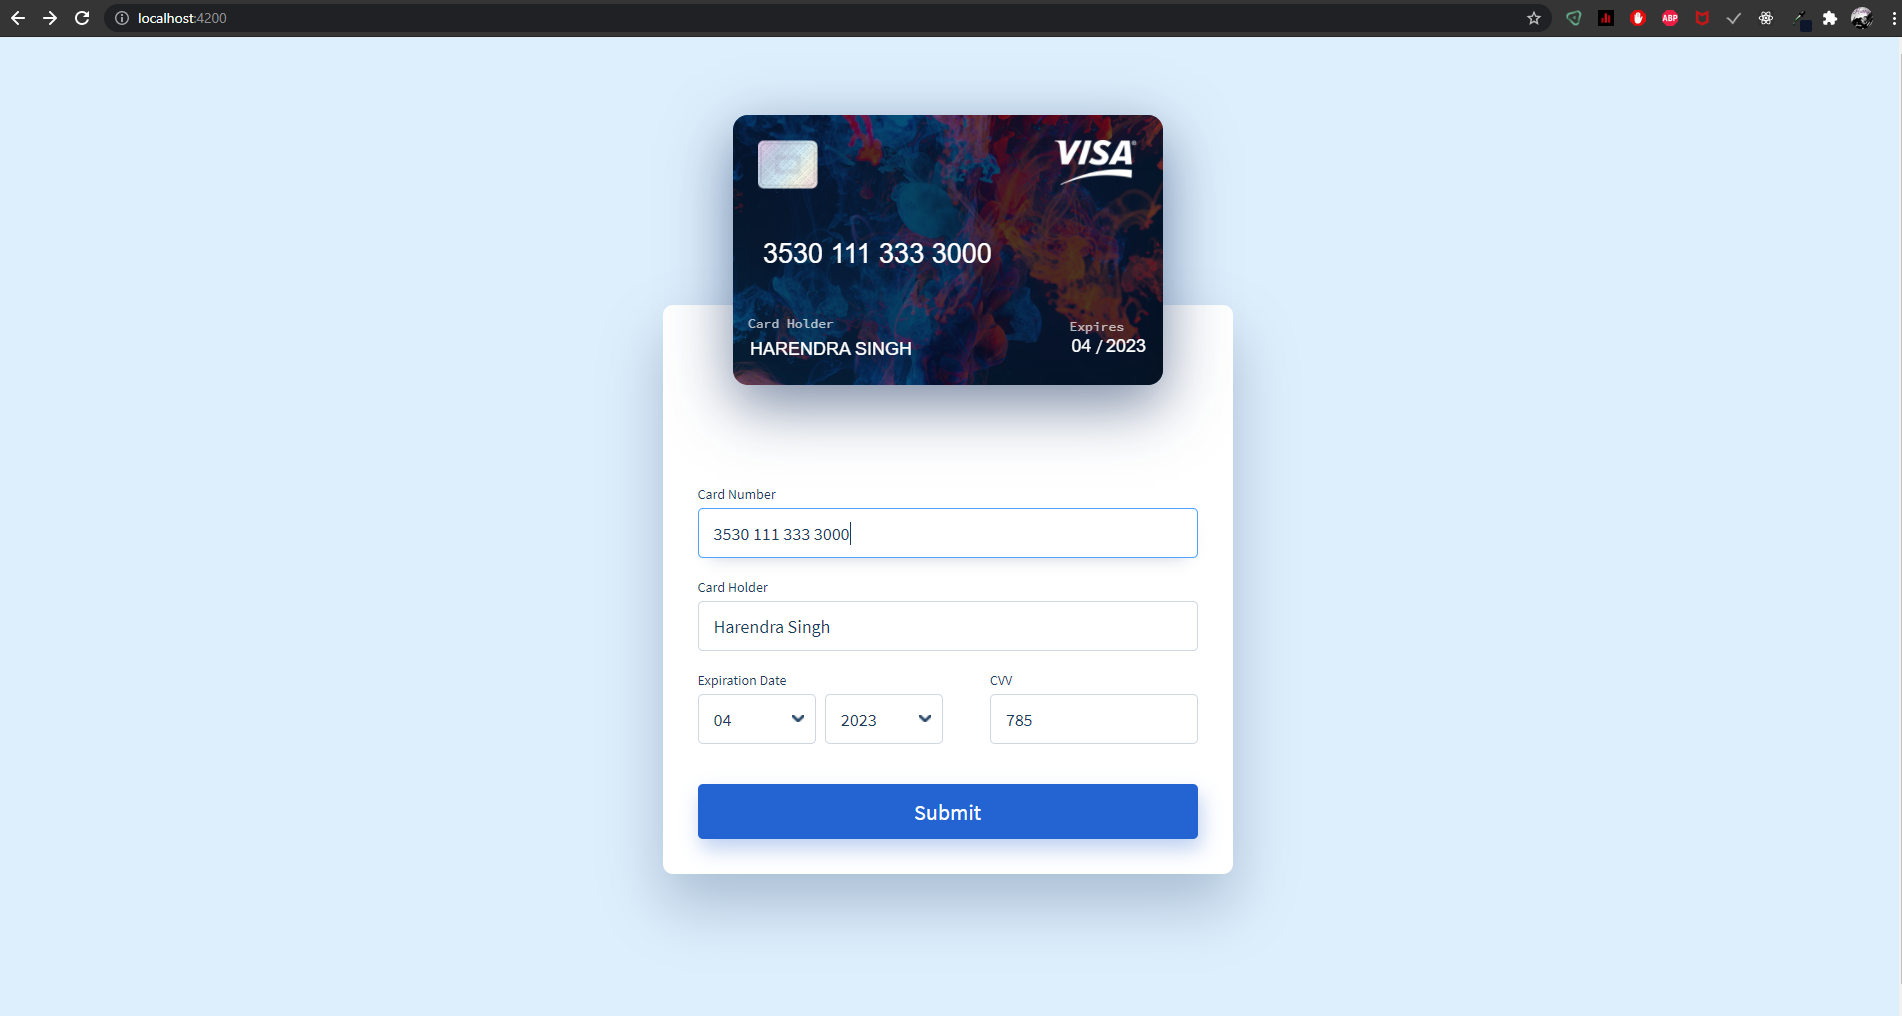 localhost:4200
ABP
VISA
3530 111 333 3000
Card Holder
HARENDRA SINGH
Expires
04 / 2023
Card Number
3530 111 333 3000
Card Holder
Harendra Singh
Expiration Date
CVV
04
2023
785
Submit